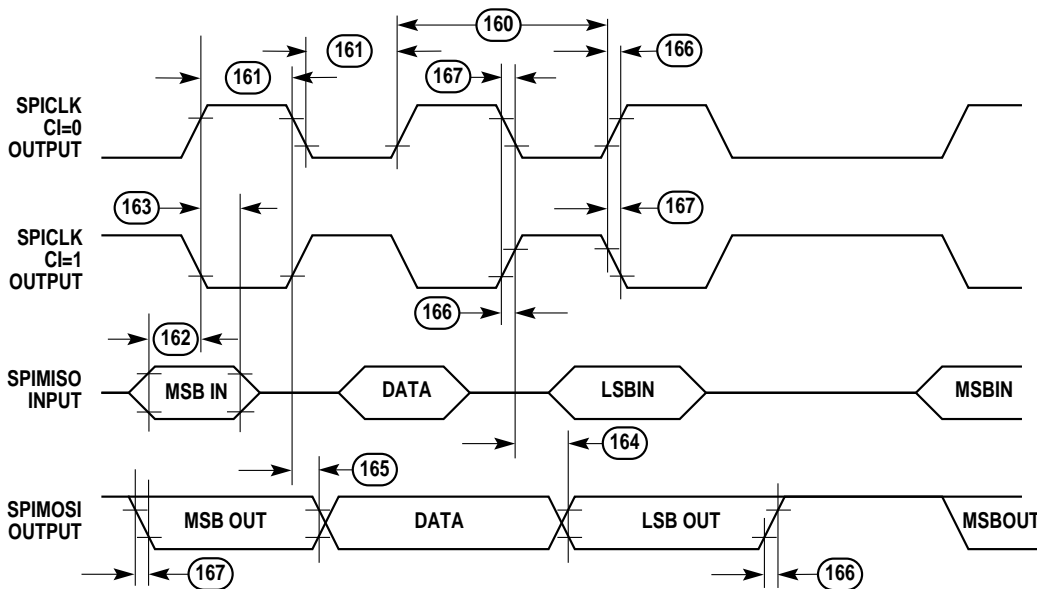 160
161
166
161
167
SPICLK
CI=0
OUTPUT
163
167
SPICLK
CI=1
OUTPUT
166
162
SPIMISO
INPUT
MSB IN
DATA
LSBIN
MSBIN
164
165
SPIMOSI
OUTPUT
MSB OUT
DATA
LSB OUT
MSBOUT
167
166